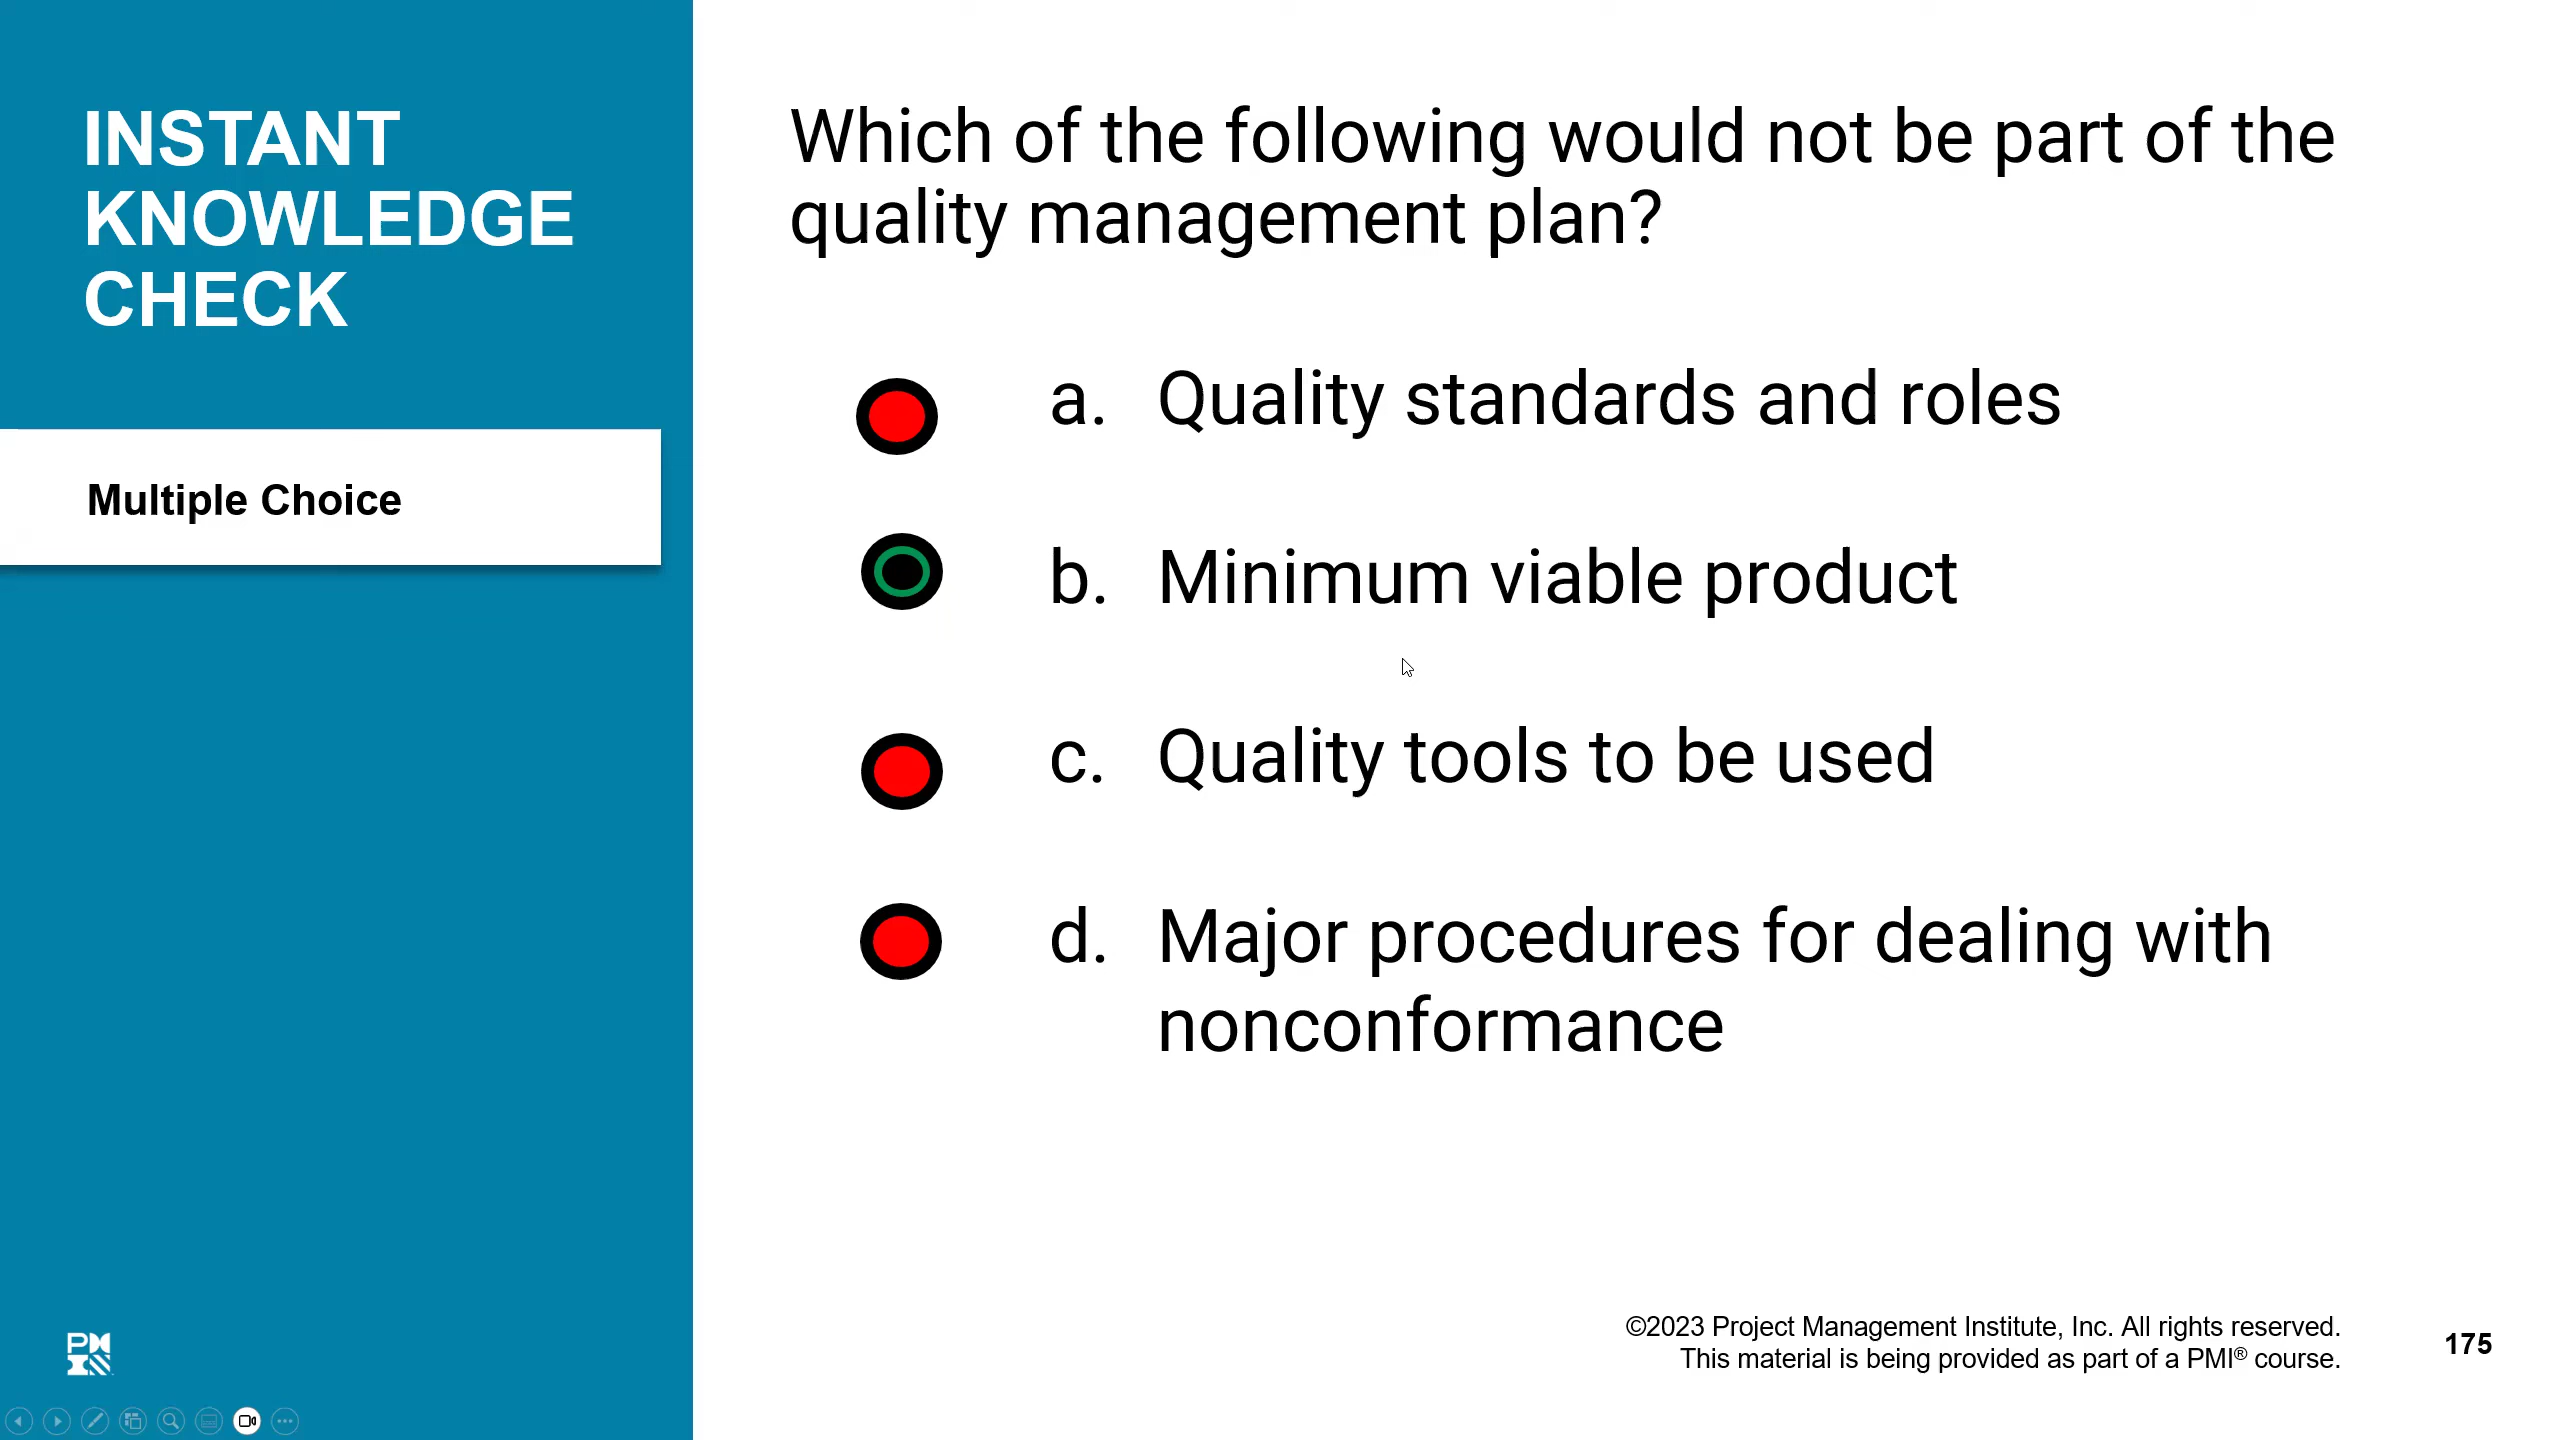 INSTANT
KNOWLEDGE
CHECK
Multiple Choice
Which of the following would not be part of the
quality management plan?
a. Quality standards and roles
b. Minimum viable product
c. Quality tools to be used
d. Major procedures for dealing with
nonconformance
©2023 Project Management Institute, Inc. All rights reserved.
This material is being provided as part of a PMI® course.
175